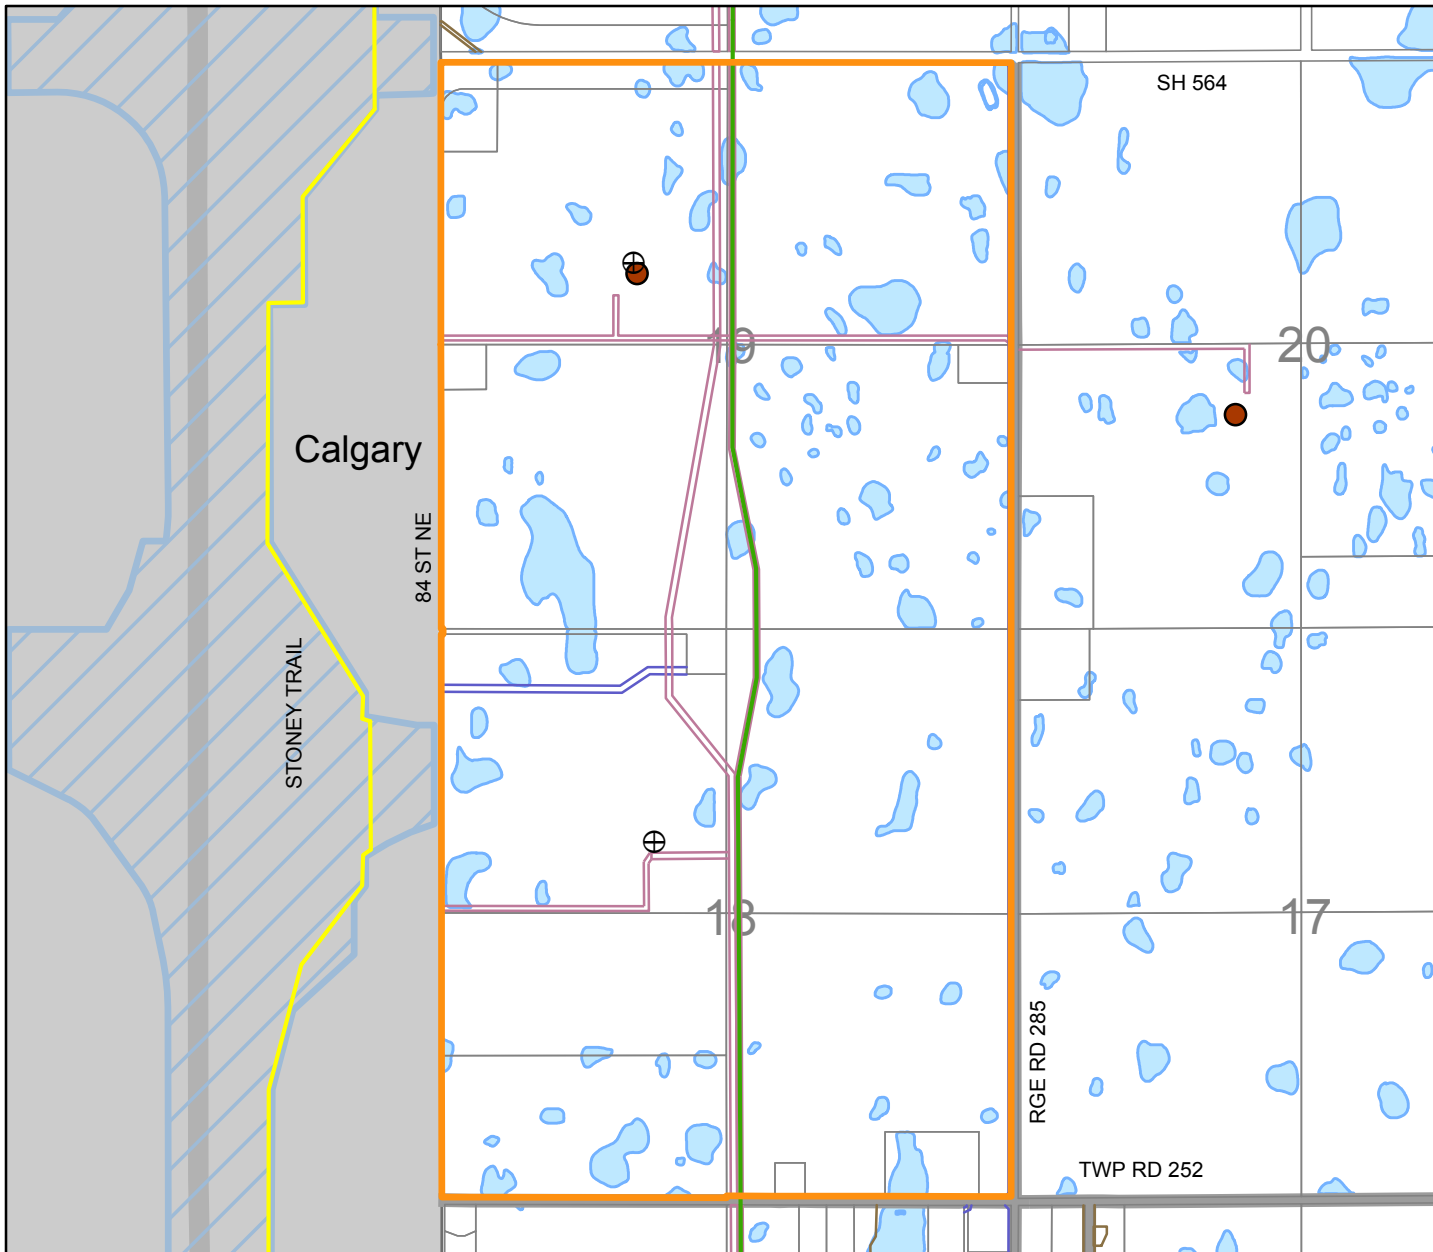 SH 564
19
20
Calgary
84 ST NE
STONEY TRAIL
18
17
RGE RD 285
TWP RD 252